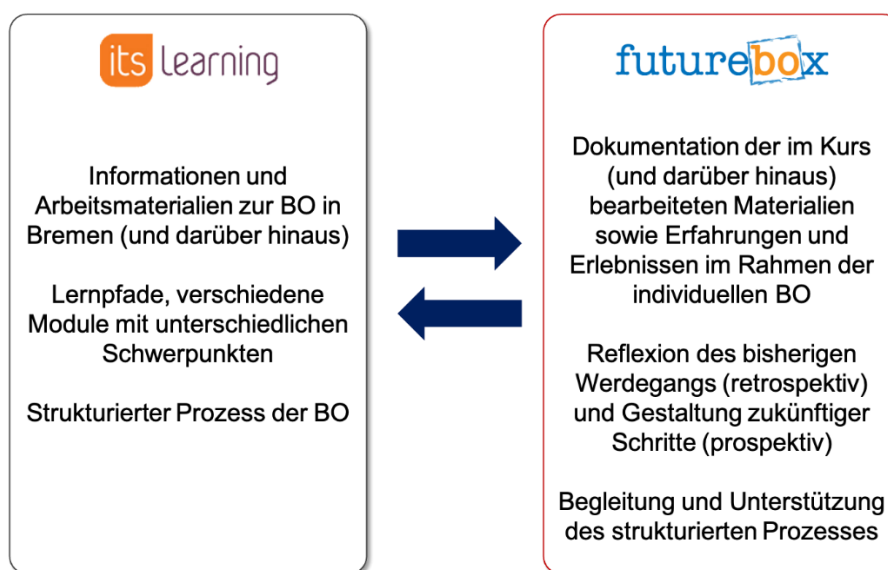 its learning
Informationen und
Arbeitsmaterialien zur BO in
Bremen (und darüber hinaus)
Lernpfade, verschiedene
Module mit unterschiedlichen
Schwerpunkten
Strukturierter Prozess der BO
futurebox
Dokumentation der im Kurs
(und darüber hinaus)
bearbeiteten Materialien
sowie Erfahrungen und
Erlebnissen im Rahmen der
individuellen BO
Reflexion des bisherigen
Werdegangs (retrospektiv)
und Gestaltung zukünftiger
Schritte (prospektiv)
Begleitung und Unterstützung
des strukturierten Prozesses